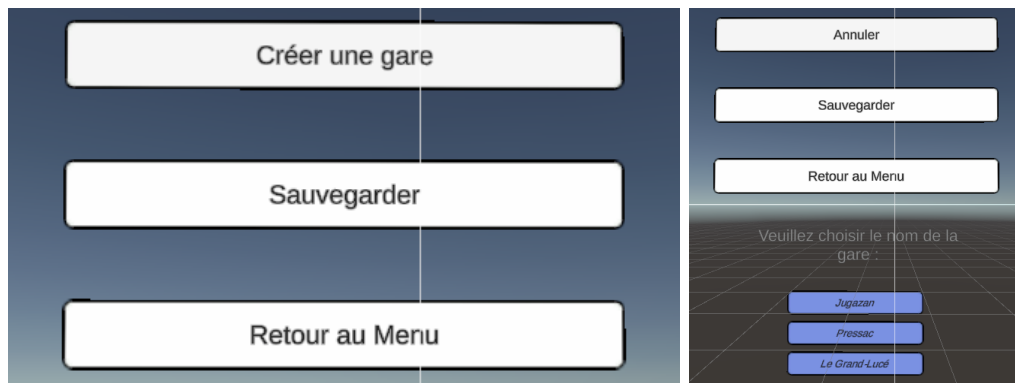 Créer une gare
Sauvegarder
Retour au Menu
Annuler
Sauvegarder
Retour au Menu
Veuillez choisir le nom de la
gare :
Jugazan
Pressac
Le Grand-Lucé